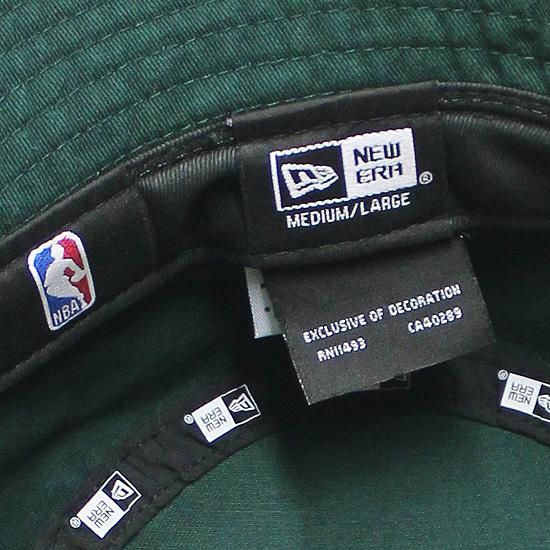 NEW
ERA
®
MEDIUM/LARGE
NBA
EXCLUSIVE OF DECORATION
RN11493 CA40289
NEW
ERA
®
NEW
ERA
®
NEW
ERA
®